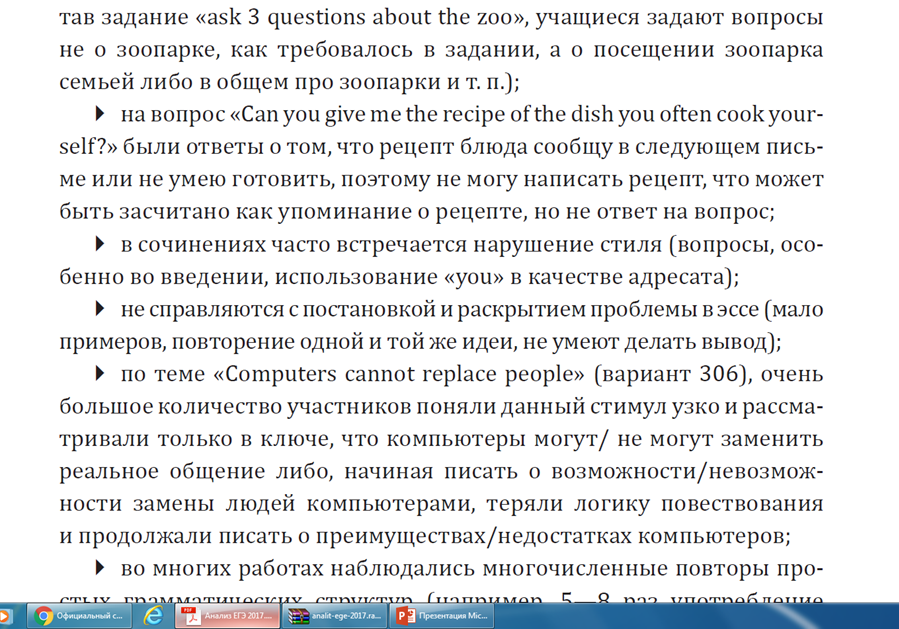 тав задание «ask 3 questions about the zoo», учащиеся задают вопросы
не о зоопарке, как требовалось в задании, а о посещении зоопарка
семьей либо в общем про зоопарки и т. п.);
на вопрос «Can you give me the recipe of the dish you often cook your-
self?» были ответы о том, что рецепт блюда сообщу в следующем пись-
ме или не умею готовить, поэтому не могу написать рецепт, что может
быть засчитано как упоминание о рецепте, но не ответ на вопрос;
в сочинениях часто встречается нарушение стиля (вопросы, осо-
бенно во введении, использование «you» в качестве адресата);
не справляются с постановкой и раскрытием проблемы в эссе (мало
примеров, повторение одной и той же идеи, не умеют делать вывод);
по теме «Computers cannot replace people» (вариант 306), очень
большое количество участников поняли данный стимул узко и рассма-
тривали только в ключе, что компьютеры могут/ не могут заменить
реальное общение либо, начиная писать о возможности/невозмож-
ности замены людей компьютерами, теряли логику повествования
и продолжали писать о преимуществах/недостатках компьютеров;
во многих работах наблюдались многочисленные повторы про-
стых грамматических структур (например, 5—8 раз употребление
Официальный с... Анализ ЕГЭ 2017.... analit-ege-2017.ra... Презентация Mic...